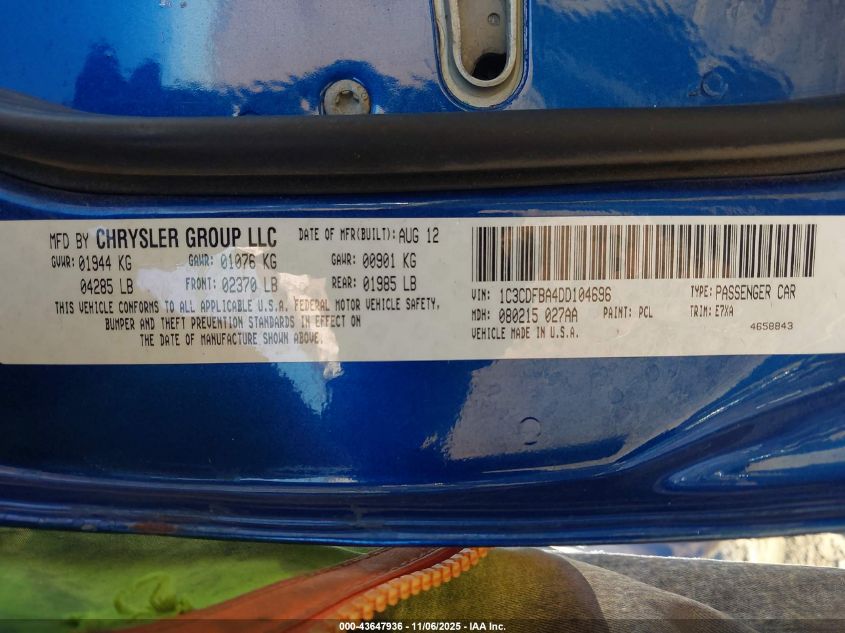 MFD BY CHRYSLER GROUP LLC DATE OF MFR(BUILT): AUG 12
GVWR: 01944 KG GAWR: 01076 KG GAWR: 00901 KG
04285 LB FRONT: 02370 LB REAR: 01985 LB
THIS VEHICLE CONFORMS TO ALL APPLICABLE U.S.A. FEDERAL MOTOR VEHICLE SAFETY,
BUMPER AND THEFT PREVENTION STANDARDS IN EFFECT ON
THE DATE OF MANUFACTURE SHOWN ABOVE.
VIN: 1C3CDFBA4DD104696 TYPE: PASSENGER CAR
MDH: 080215 027AA PAINT: PCL TRIM: E7XA
VEHICLE MADE IN U.S.A. 4650843
000-43647936 - 11/06/2025 - IAA Inc.